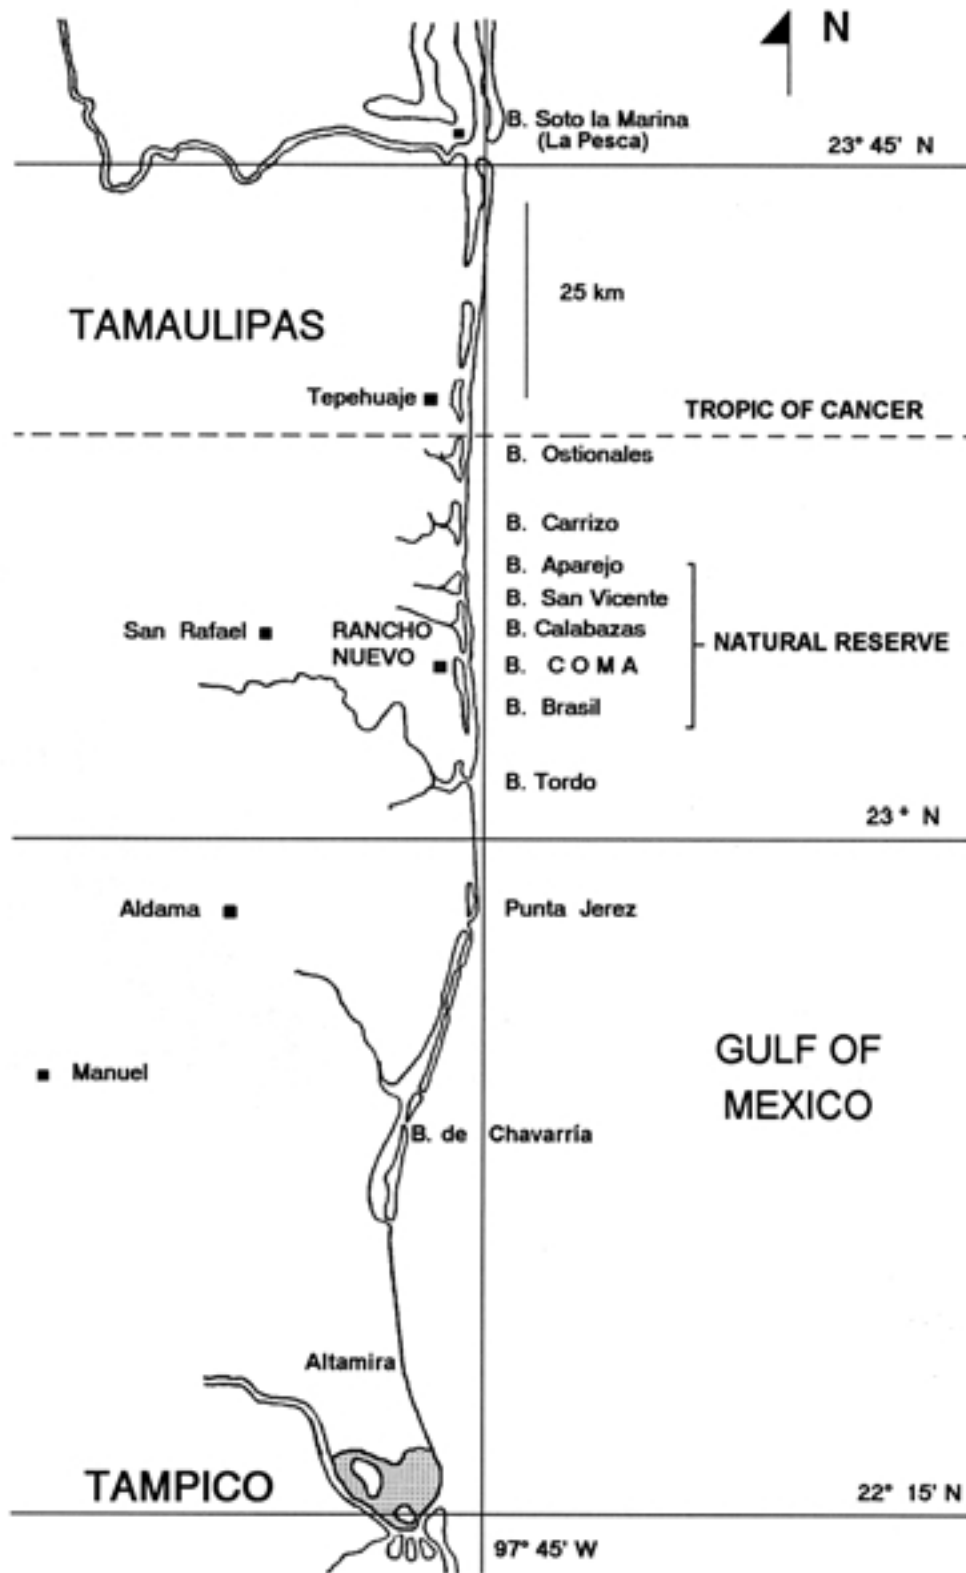 N
B. Soto la Marina
(La Pesca)
23° 45' N
25 km
TAMAULIPAS
Tepehuaje
TROPIC OF CANCER
B. Ostionales
B. Carrizo
B. Aparejo
B. San Vicente
San Rafael
RANCHO
NUEVO
B. Calabazas
NATURAL RESERVE
B. COMA
B. Brasil
B. Tordo
23° N
Aldama
Punta Jerez
GULF OF
MEXICO
Manuel
B. de Chavarría
Altamira
TAMPICO
22° 15' N
97° 45' W